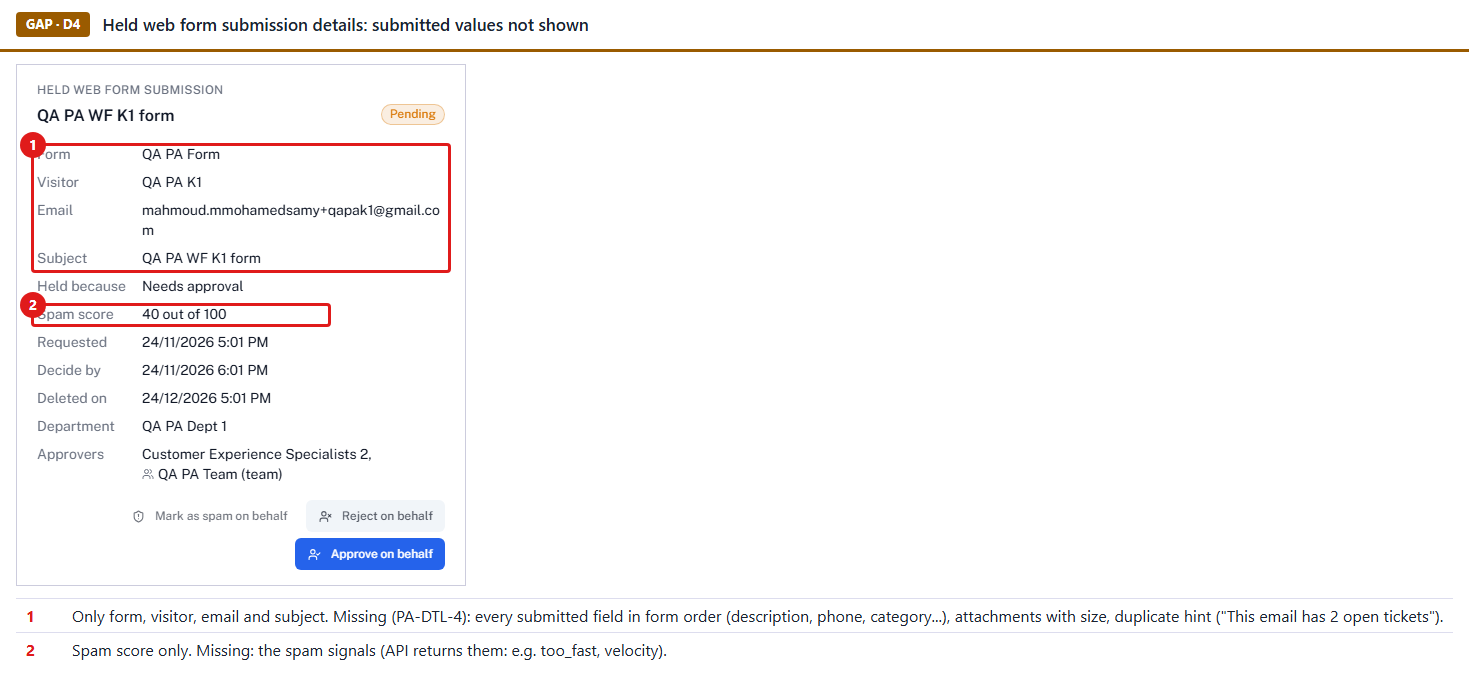 GAP · D4 Held web form submission details: submitted values not shown
HELD WEB FORM SUBMISSION
QA PA WF K1 form Pending
1
Form QA PA Form
Visitor QA PA K1
Email mahmoud.mmohamedsamy+qapak1@gmail.co
m
Subject QA PA WF K1 form
Held because Needs approval
2
Spam score 40 out of 100
Requested 24/11/2026 5:01 PM
Decide by 24/11/2026 6:01 PM
Deleted on 24/12/2026 5:01 PM
Department QA PA Dept 1
Approvers Customer Experience Specialists 2,
QA PA Team (team)
Mark as spam on behalf Reject on behalf
Approve on behalf
1 Only form, visitor, email and subject. Missing (PA-DTL-4): every submitted field in form order (description, phone, category...), attachments with size, duplicate hint ("This email has 2 open tickets").
2 Spam score only. Missing: the spam signals (API returns them: e.g. too_fast, velocity).